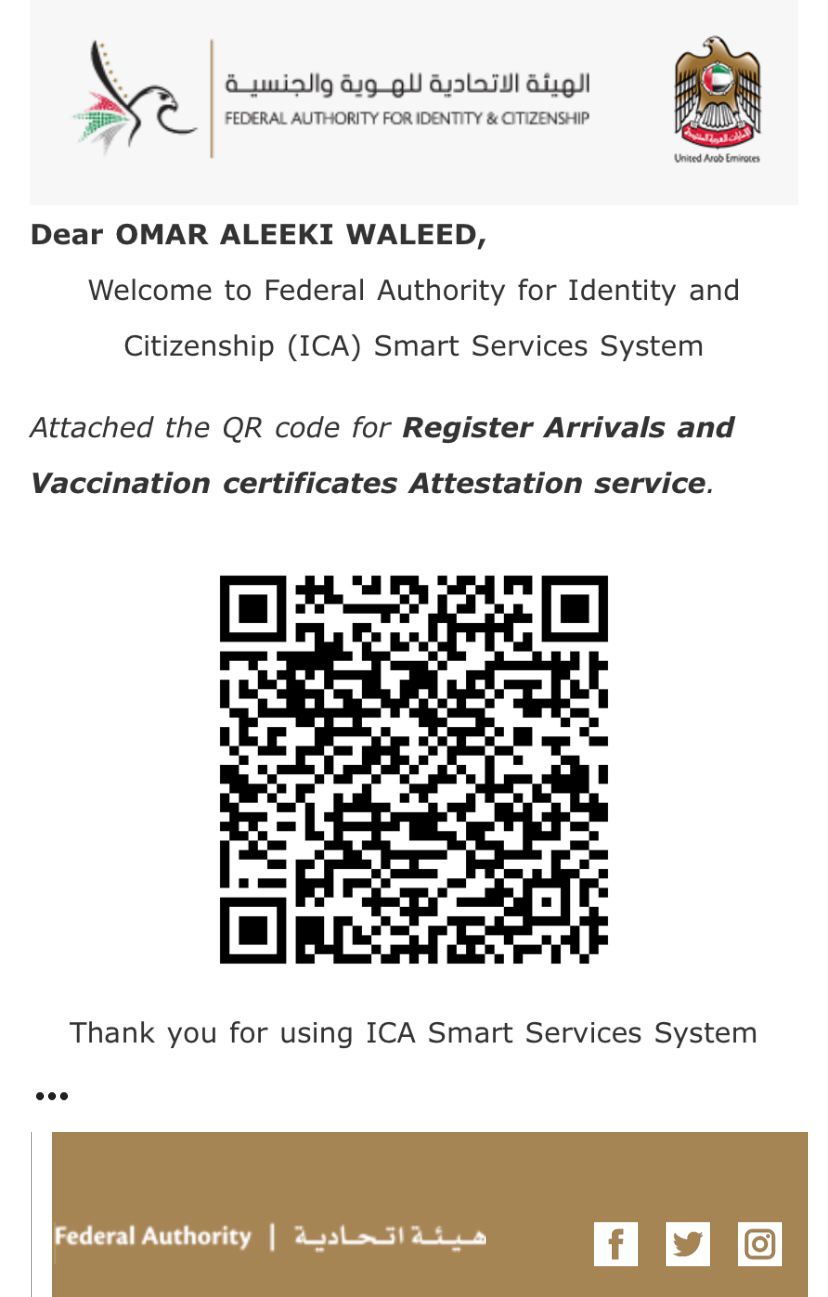 الهيئة الاتحادية للهوية والجنسية
FEDERAL AUTHORITY FOR IDENTITY & CITIZENSHIP
United Arab Emirates
Dear OMAR ALEEKI WALEED,
Welcome to Federal Authority for Identity and
Citizenship (ICA) Smart Services System
Attached the QR code for Register Arrivals and
Vaccination certificates Attestation service.
Thank you for using ICA Smart Services System
•••
Federal Authority | هيئة اتحادية